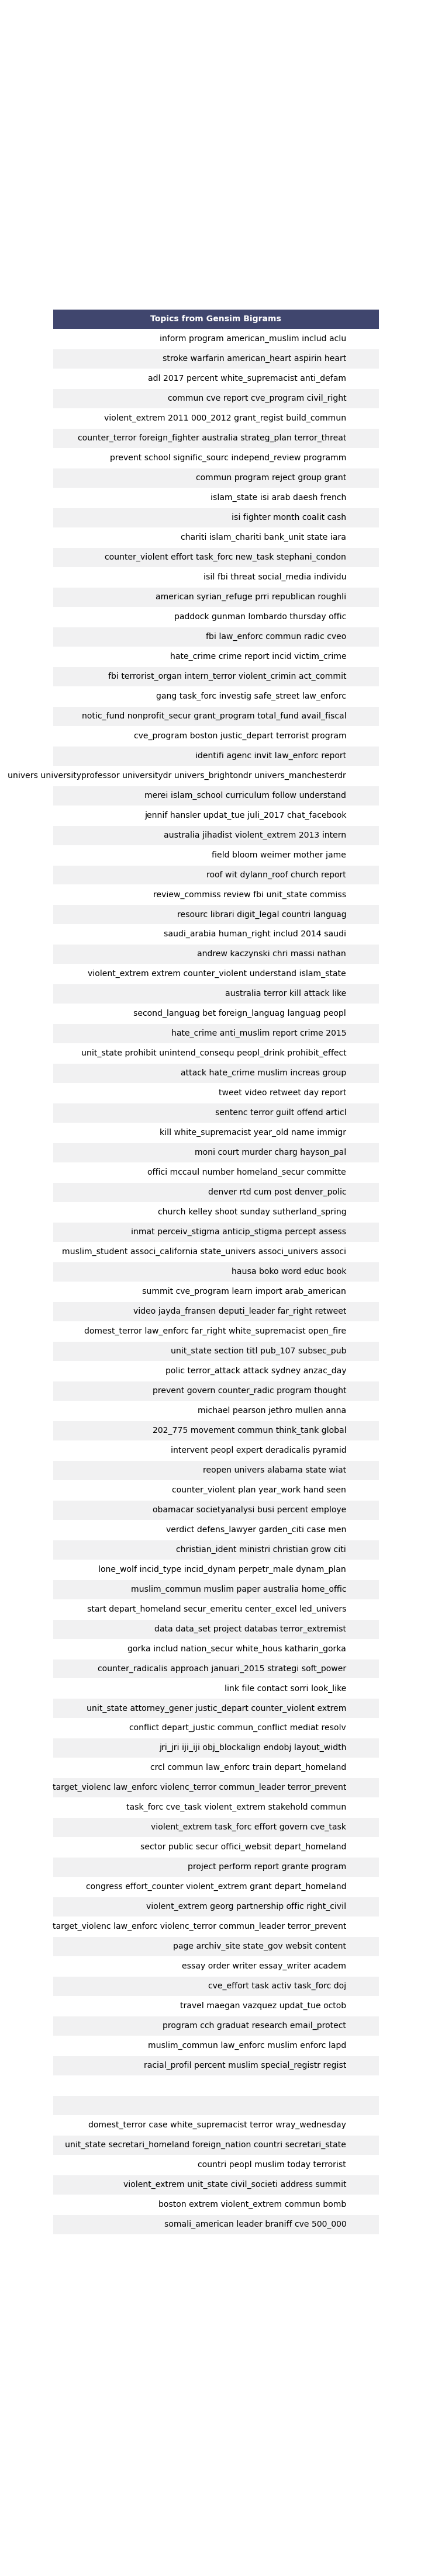 Topics from Gensim Bigrams
inform program american_muslim includ aclu
stroke warfarin american_heart aspirin heart
adl 2017 percent white_supremacist anti_defam
commun cve report cve_program civil_right
violent_extrem 2011 000_2012 grant_regist build_commun
counter_terror foreign_fighter australia strateg_plan terror_threat
prevent school signific_sourc independ_review programm
commun program reject group grant
islam_state isi arab daesh french
isi fighter month coalit cash
chariti islam_chariti bank_unit state iara
counter_violent effort task_forc new_task stephani_condon
isil fbi threat social_media individu
american syrian_refuge prri republican roughli
paddock gunman lombardo thursday offic
fbi law_enforc commun radic cveo
hate_crime crime report incid victim_crime
fbi terrorist_organ intern_terror violent_crimin act_commit
gang task_forc investig safe_street law_enforc
notic_fund nonprofit_secur grant_program total_fund avail_fiscal
cve_program boston justic_depart terrorist program
identifi agenc invit law_enforc report
univers universityprofessor universitydr univers_brightondr univers_manchesterdr
merei islam_school curriculum follow understand
jennif hansler updat_tue juli_2017 chat_facebook
australia jihadist violent_extrem 2013 intern
field bloom weimer mother jame
roof wit dylann_roof church report
review_commiss review fbi unit_state commiss
resourc librari digit_legal countri languag
saudi_arabia human_right includ 2014 saudi
andrew kaczynski chri massi nathan
violent_extrem extrem counter_violent understand islam_state
australia terror kill attack like
second_languag bet foreign_languag languag peopl
hate_crime anti_muslim report crime 2015
unit_state prohibit unintend_consequ peopl_drink prohibit_effect
attack hate_crime muslim increas group
tweet video retweet day report
sentenc terror guilt offend articl
kill white_supremacist year_old name immigr
moni court murder charg hayson_pal
offici mccaul number homeland_secur committe
denver rtd cum post denver_polic
church kelley shoot sunday sutherland_spring
inmat perceiv_stigma anticip_stigma percept assess
muslim_student associ_california state_univers associ_univers associ
hausa boko word educ book
summit cve_program learn import arab_american
video jayda_fransen deputi_leader far_right retweet
domest_terror law_enforc far_right white_supremacist open_fire
unit_state section titl pub_107 subsec_pub
polic terror_attack attack sydney anzac_day
prevent govern counter_radic program thought
michael pearson jethro mullen anna
202_775 movement commun think_tank global
intervent peopl expert deradicalis pyramid
reopen univers alabama state wiat
counter_violent plan year_work hand seen
obamacar societyanalysi busi percent employe
verdict defens_lawyer garden_citi case men
christian_ident ministri christian grow citi
lone_wolf incid_type incid_dynam perpetr_male dynam_plan
muslim_commun muslim paper australia home_offic
start depart_homeland secur_emeritu center_excel led_univers
data data_set project databas terror_extremist
gorka includ nation_secur white_hous katharin_gorka
counter_radicalis approach januari_2015 strategi soft_power
link file contact sorri look_like
unit_state attorney_gener justic_depart counter_violent extrem
conflict depart_justic commun_conflict mediat resolv
jri_jri iji_iji obj_blockalign endobj layout_width
crcl commun law_enforc train depart_homeland
target_violenc law_enforc violenc_terror commun_leader terror_prevent
task_forc cve_task violent_extrem stakehold commun
violent_extrem task_forc effort govern cve_task
sector public secur offici_websit depart_homeland
project perform report grante program
congress effort_counter violent_extrem grant depart_homeland
violent_extrem georg partnership offic right_civil
target_violenc law_enforc violenc_terror commun_leader terror_prevent
page archiv_site state_gov websit content
essay order writer essay_writer academ
cve_effort task activ task_forc doj
travel maegan vazquez updat_tue octob
program cch graduat research email_protect
muslim_commun law_enforc muslim enforc lapd
racial_profil percent muslim special_registr regist
domest_terror case white_supremacist terror wray_wednesday
unit_state secretari_homeland foreign_nation countri secretari_state
countri peopl muslim today terrorist
violent_extrem unit_state civil_societi address summit
boston extrem violent_extrem commun bomb
somali_american leader braniff cve 500_000